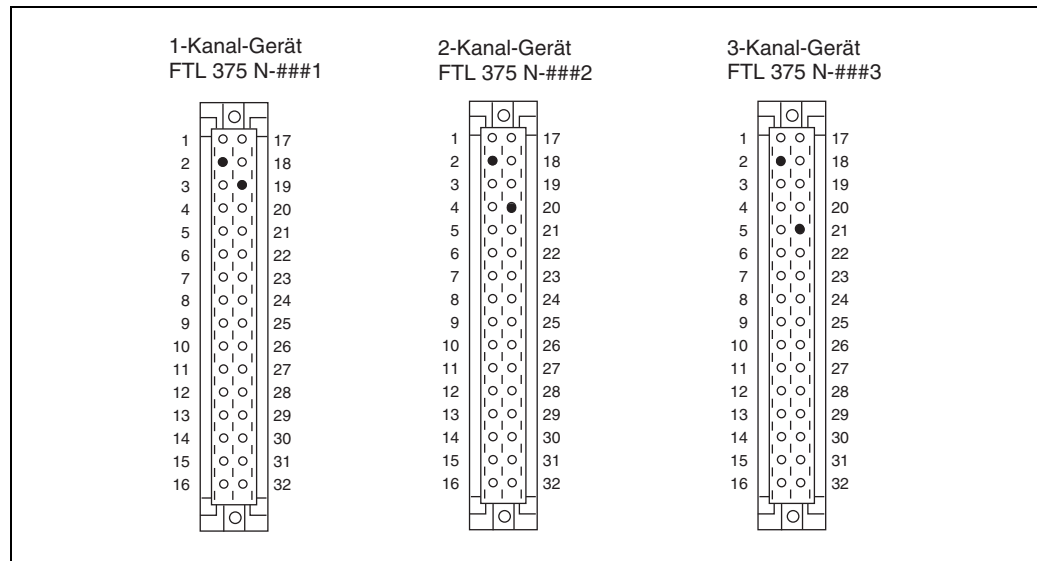 1-Kanal-Gerät
FTL 375 N-###1
2-Kanal-Gerät
FTL 375 N-###2
3-Kanal-Gerät
FTL 375 N-###3
1 17 1 17 1 17
2 18 2 18 2 18
3 19 3 19 3 19
4 20 4 20 4 20
5 21 5 21 5 21
6 22 6 22 6 22
7 23 7 23 7 23
8 24 8 24 8 24
9 25 9 25 9 25
10 26 10 26 10 26
11 27 11 27 11 27
12 28 12 28 12 28
13 29 13 29 13 29
14 30 14 30 14 30
15 31 15 31 15 31
16 32 16 32 16 32